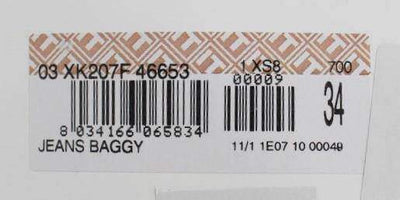 03 XK207F 46653 1 XS8 700
00009
34
8 034166 065834
JEANS BAGGY 11/1 1E07 10 00049